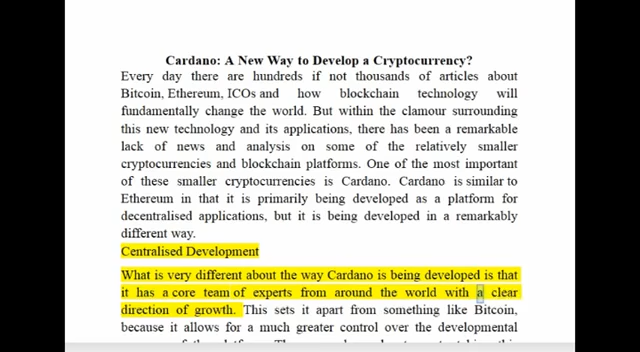 Cardano: A New Way to Develop a Cryptocurrency?
Every day there are hundreds if not thousands of articles about
Bitcoin, Ethereum, ICOs and how blockchain technology will
fundamentally change the world. But within the clamour surrounding
this new technology and its applications, there has been a remarkable
lack of news and analysis on some of the relatively smaller
cryptocurrencies and blockchain platforms. One of the most important
of these smaller cryptocurrencies is Cardano. Cardano is similar to
Ethereum in that it is primarily being developed as a platform for
decentralised applications, but it is being developed in a remarkably
different way.
Centralised Development
What is very different about the way Cardano is being developed is that
it has a core team of experts from around the world with a clear
direction of growth. This sets it apart from something like Bitcoin,
because it allows for a much greater control over the developmental